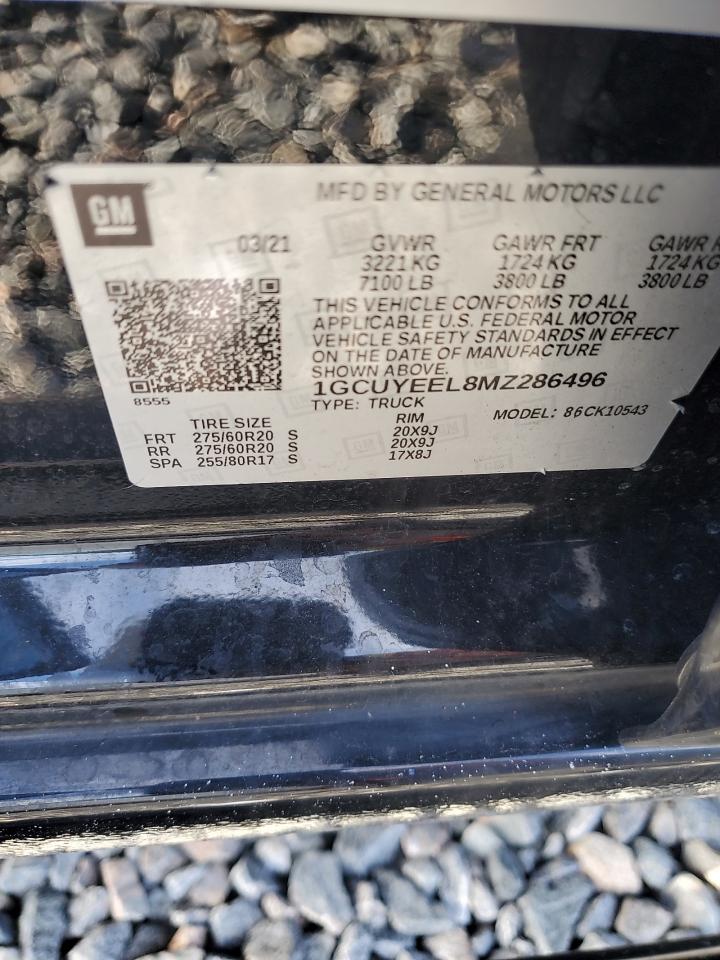 GM
MFD BY GENERAL MOTORS LLC
03/21 GVWR GAWR FRT GAWR
3221 KG 1724 KG 1724 KG
7100 LB 3800 LB 3800 LB
THIS VEHICLE CONFORMS TO ALL
APPLICABLE U.S. FEDERAL MOTOR
VEHICLE SAFETY STANDARDS IN EFFECT
ON THE DATE OF MANUFACTURE
SHOWN ABOVE.
1GCUYEEL8MZ286496
8555
TYPE: TRUCK MODEL: 86CK10543
TIRE SIZE RIM
FRT 275/60R20 S 20X9J
RR 275/60R20 S 20X9J
SPA 255/80R17 S 17X8J